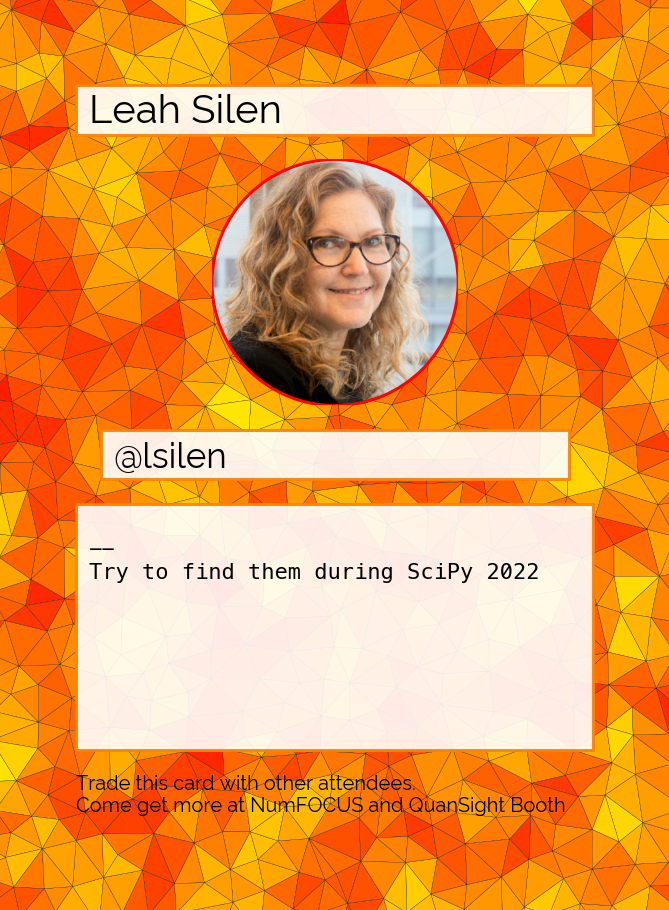 Leah Silen
@lsilen
——
Try to find them during SciPy 2022
Trade this card with other attendees.
Come get more at NumFOCUS and QuanSight Booth